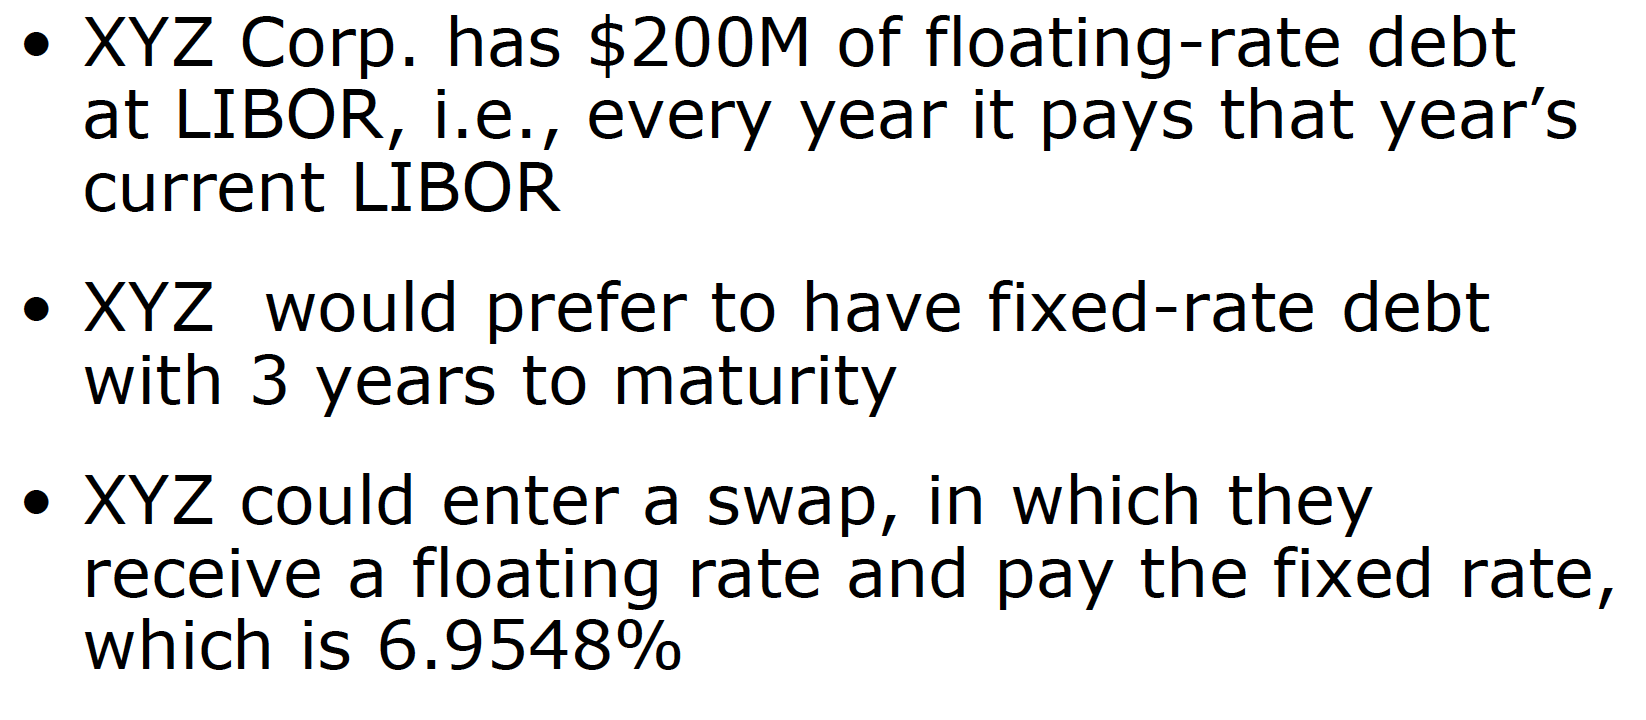 • XYZ Corp. has $200M of floating-rate debt
at LIBOR, i.e., every year it pays that year’s
current LIBOR
• XYZ  would prefer to have fixed-rate debt
with 3 years to maturity
• XYZ could enter a swap, in which they
receive a floating rate and pay the fixed rate,
which is 6.9548%